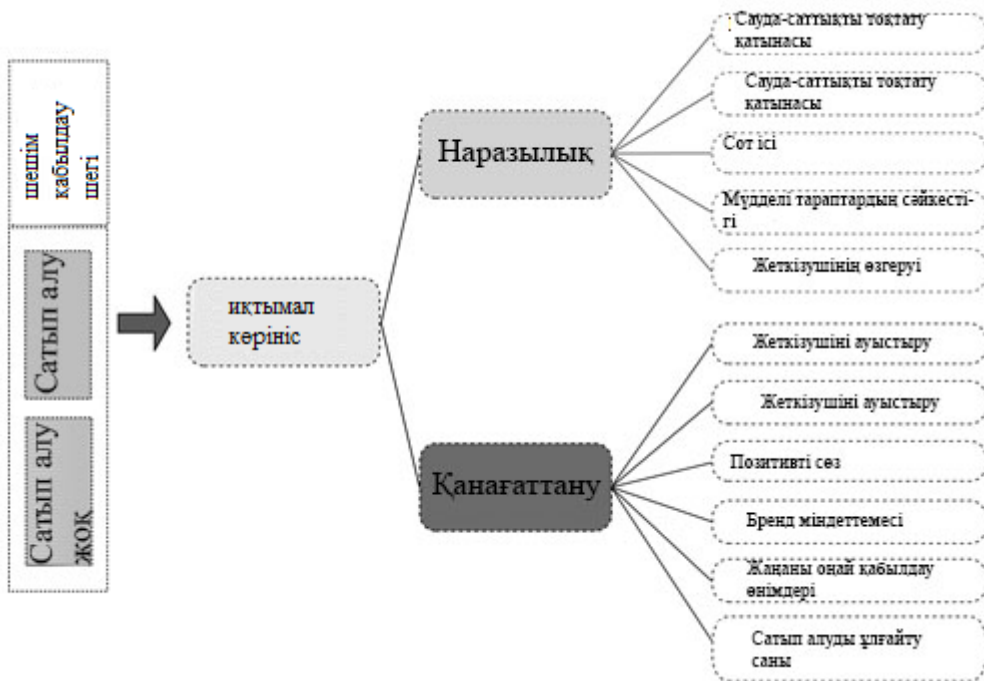 шешім
қабылдау
шегі
Сатып алу
Сатып алу
жоқ
иқтымал
көрініс
Наразылық
Сауда-саттықты тоқтату
қатынасы
Сауда-саттықты тоқтату
қатынасы
Сот ісі
Мүдделі тараптардың сәйкесті-
гі
Жеткізушінің өзгеруі
Қанағаттану
Жеткізушіні ауыстыру
Жеткізушіні ауыстыру
Позитивті сөз
Бренд міндеттемесі
Жаңаны оңай қабылдау
өнімдері
Сатып алуды ұлғайту
саны